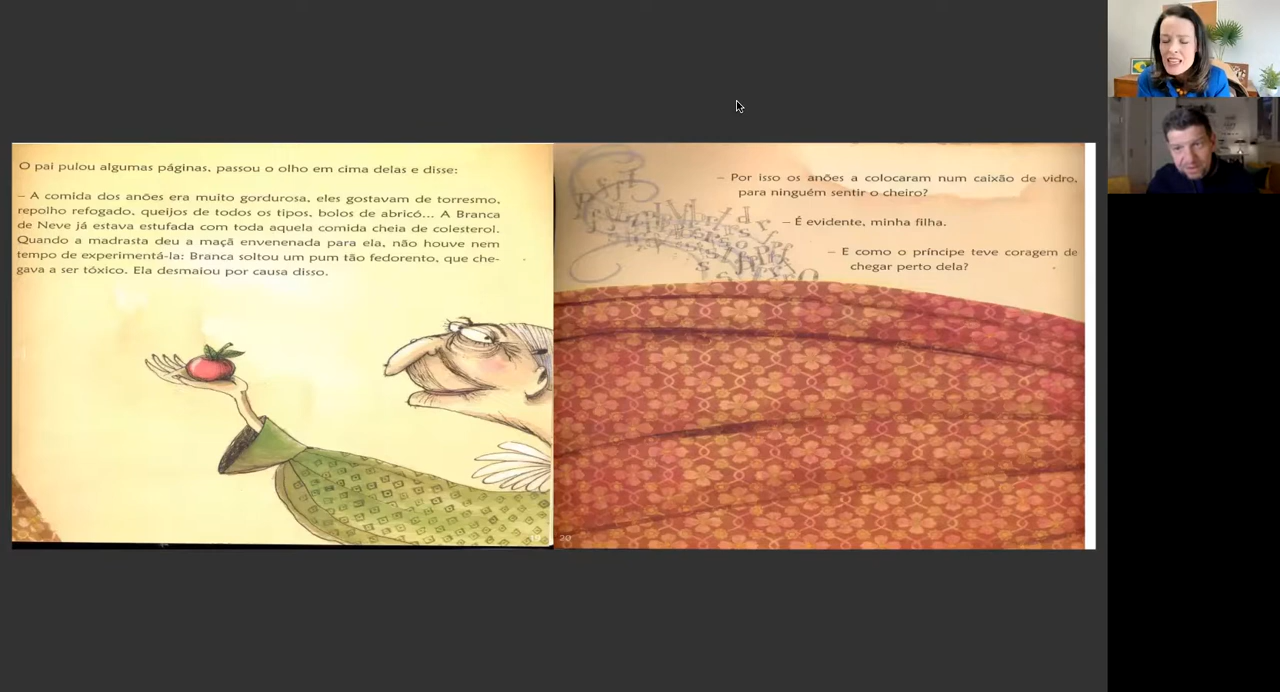 O pai pulou algumas páginas, passou o olho em cima delas e disse:
– A comida dos anões era muito gordurosa, eles gostavam de torresmo,
repolho refogado, queijos de todos os tipos, bolos de abricó... A Branca
de Neve já estava estufada com toda aquela comida cheia de colesterol.
Quando a madrasta deu a maçã envenenada para ela, não houve nem
tempo de experimentá-la: Branca soltou um pum tão fedorento, que che-
gava a ser tóxico. Ela desmaiou por causa disso.
19
– Por isso os anões a colocaram num caixão de vidro,
para ninguém sentir o cheiro?
– É evidente, minha filha.
– E como o príncipe teve coragem de
chegar perto dela?
20